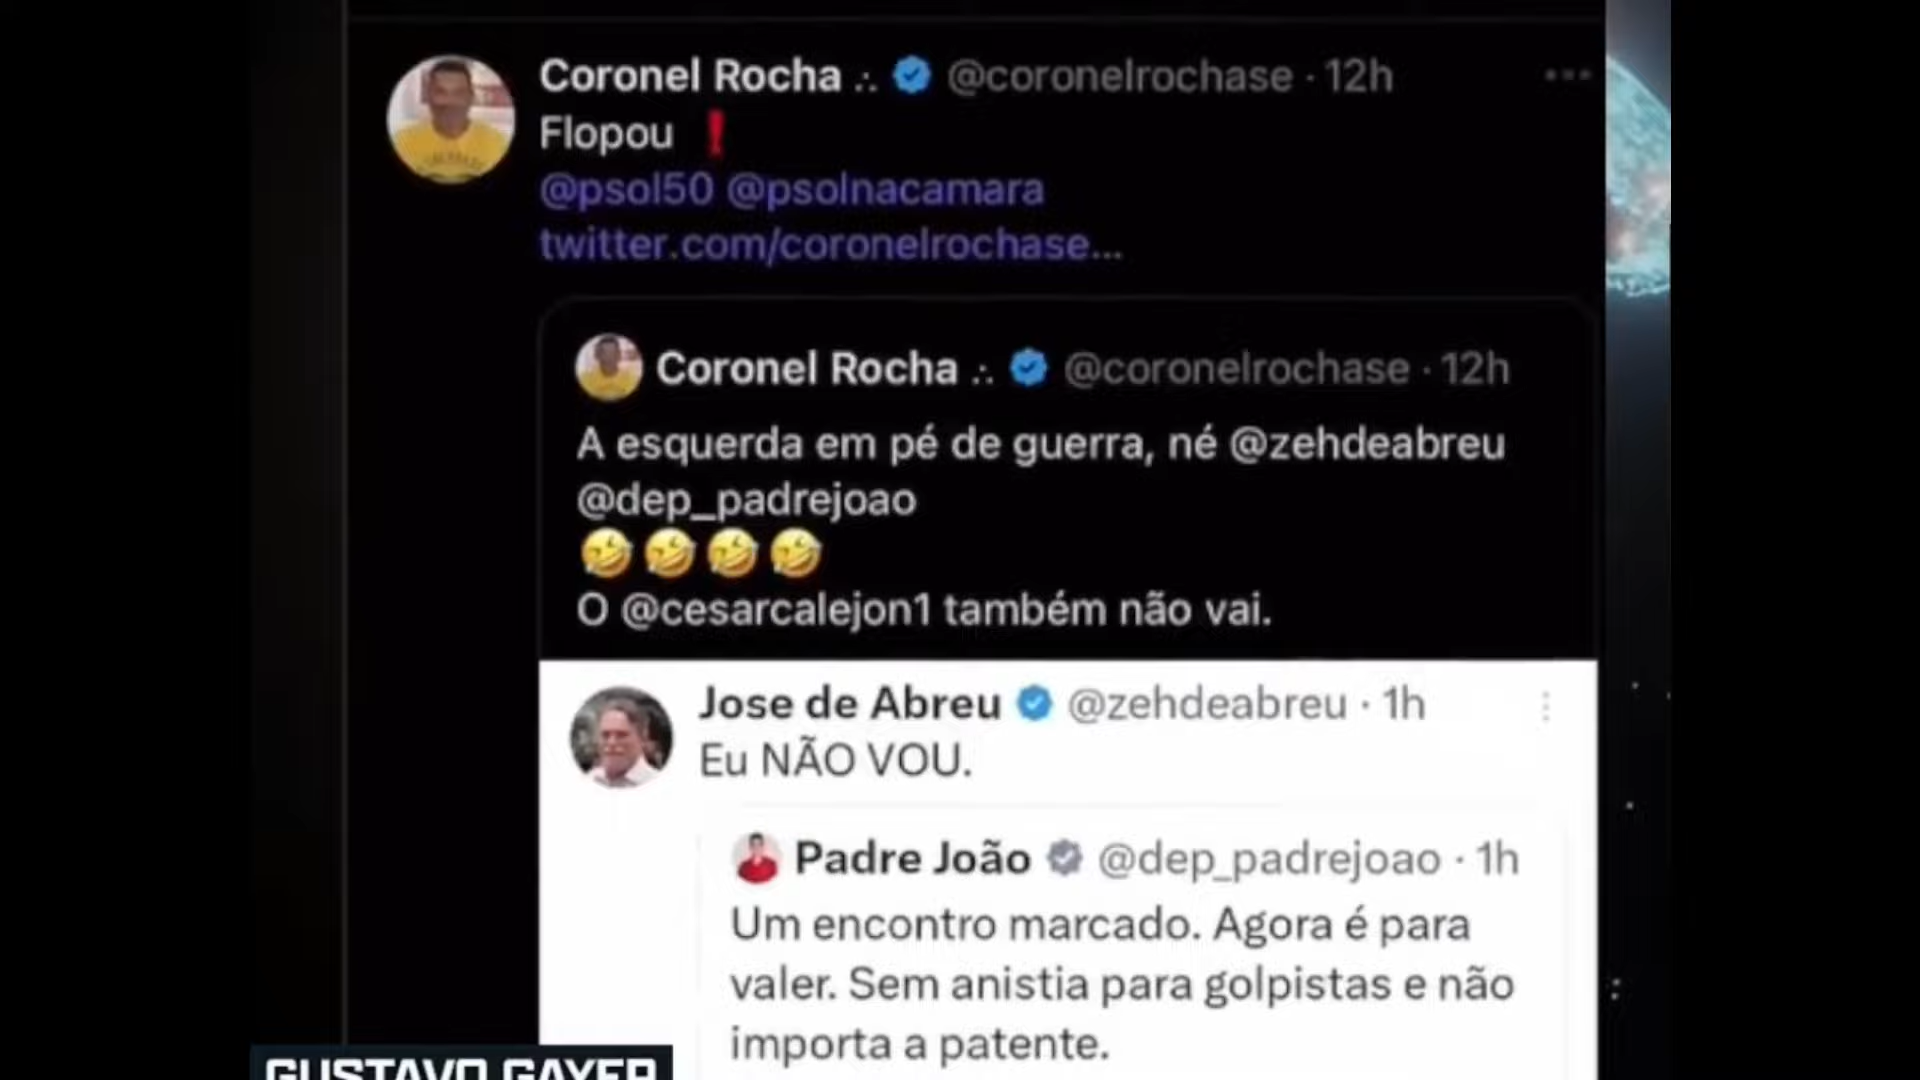 Coronel Rocha ∴ @coronelrochase · 12h
Flopou ❗
@psol50 @psolnacamara
twitter.com/coronelrochase...
Coronel Rocha ∴ @coronelrochase · 12h
A esquerda em pé de guerra, né @zehdeabreu
@dep_padrejoao
🤣🤣🤣🤣
O @cesarcalejon1 também não vai.
Jose de Abreu @zehdeabreu · 1h
Eu NÃO VOU.
Padre João @dep_padrejoao · 1h
Um encontro marcado. Agora é para
valer. Sem anistia para golpistas e não
importa a patente.
GUSTAVO GAYER